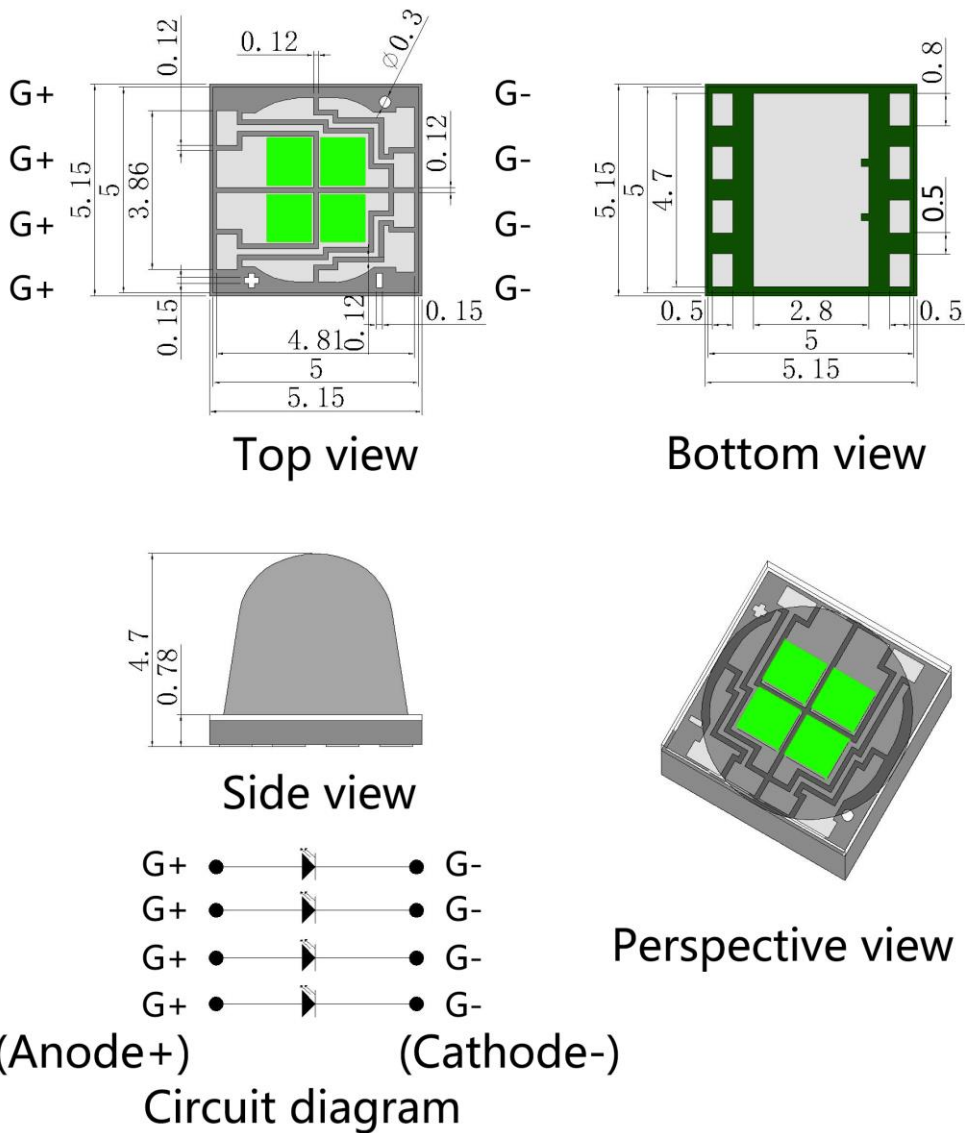 0.12
0.12
∅0.3
0.8
G+
G-
G+
G-
G+
G-
G+
G-
5.15
5
3.86
0.12
0.15
0.12
0.15
4.81
5
5.15
5.15
5
4.7
0.5
0.5
2.8
0.5
5
5.15
Top view
Bottom view
4.7
0.78
Side view
G+
G-
G+
G-
G+
G-
G+
G-
(Anode+)
(Cathode-)
Circuit diagram
Perspective view